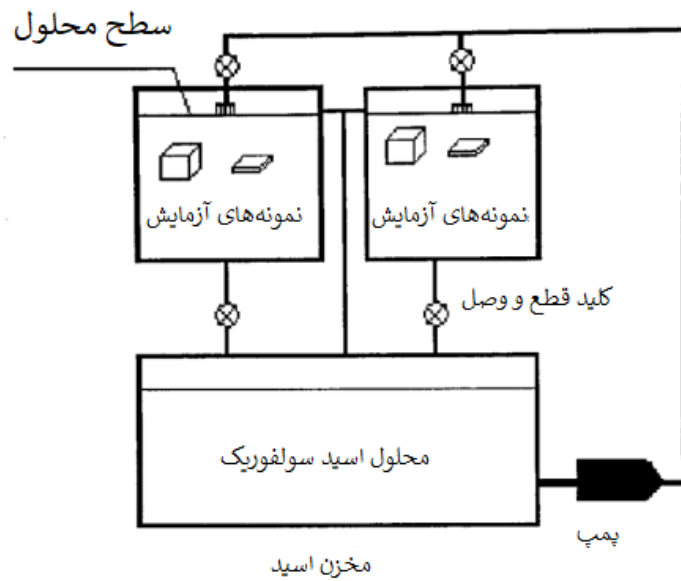 سطح محلول
نمونه‌های آزمایش
نمونه‌های آزمایش
کلید قطع و وصل
محلول اسید سولفوریک
پمپ
مخزن اسید